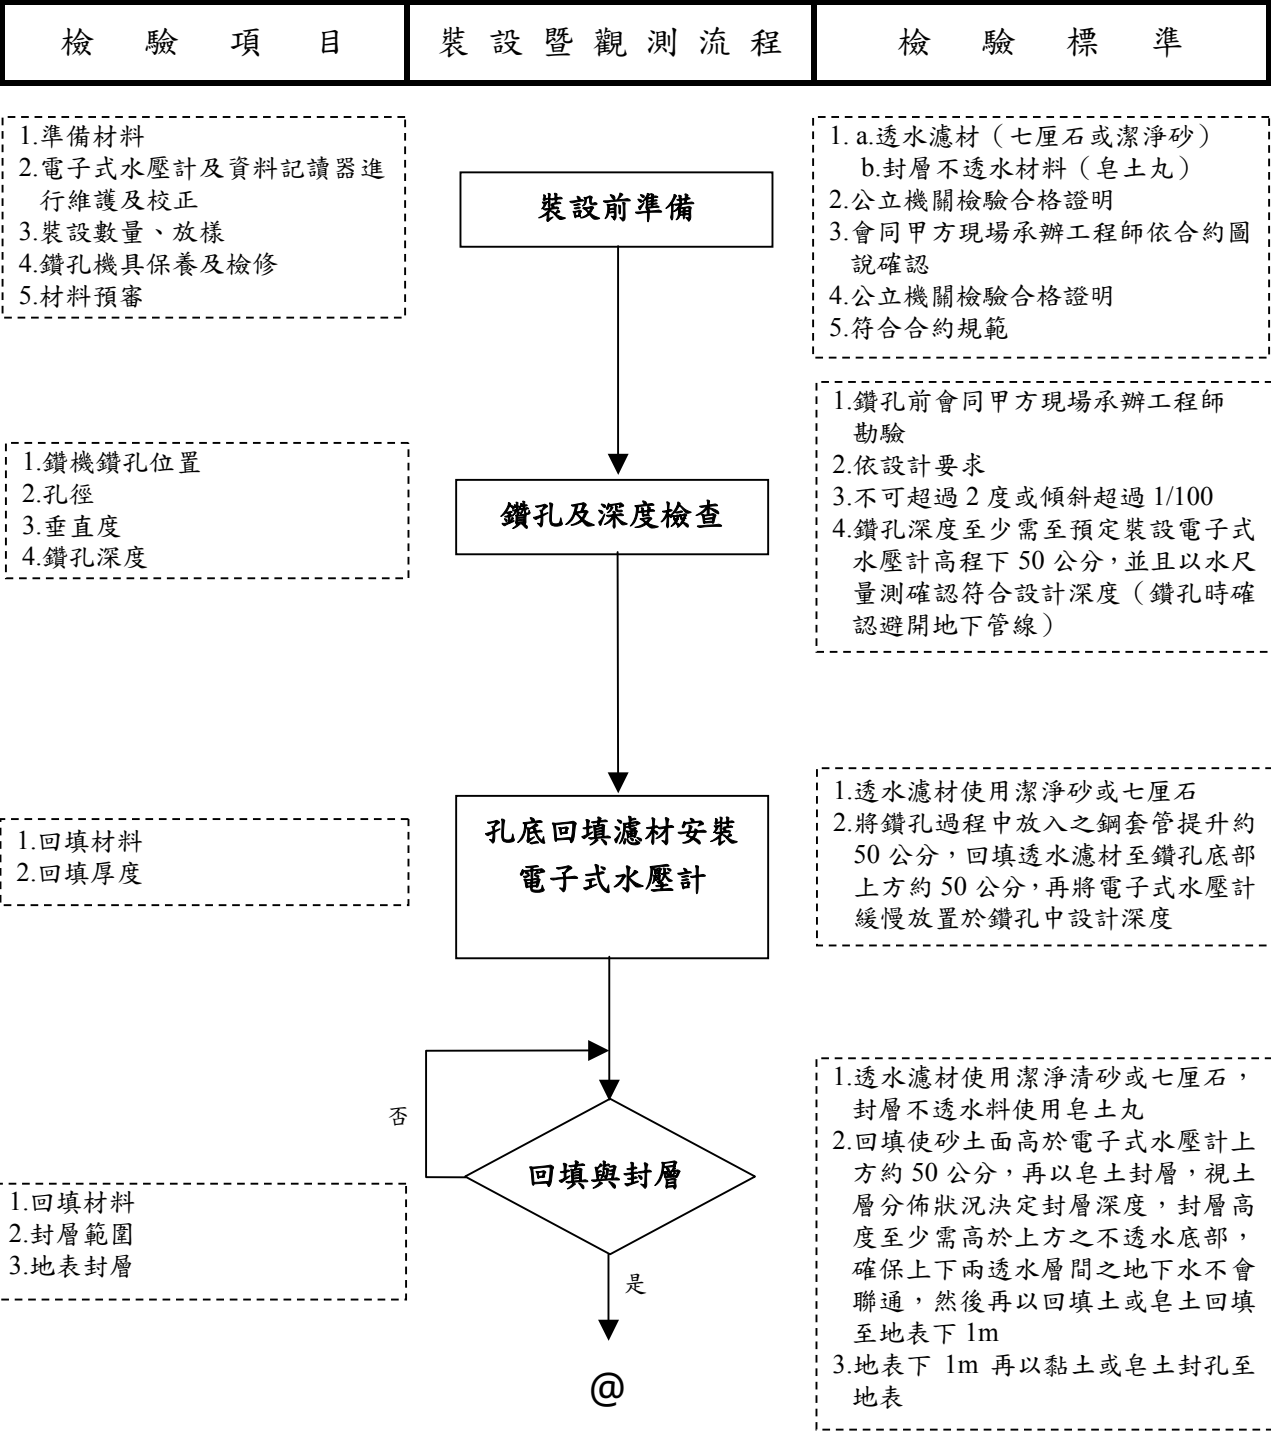 檢驗項目
裝設暨觀測流程
檢驗標準
1.準備材料
2.電子式水壓計及資料記讀器進
行維護及校正
3.裝設數量、放樣
4.鑽孔機具保養及檢修
5.材料預審
裝設前準備
1. a.透水濾材（七厘石或潔淨砂）
b.封層不透水材料（皂土丸）
2.公立機關檢驗合格證明
3.會同甲方現場承辦工程師依合約圖
說確認
4.公立機關檢驗合格證明
5.符合合約規範
1.鑽機鑽孔位置
2.孔徑
3.垂直度
4.鑽孔深度
鑽孔及深度檢查
1.鑽孔前會同甲方現場承辦工程師
勘驗
2.依設計要求
3.不可超過 2 度或傾斜超過 1/100
4.鑽孔深度至少需至預定裝設電子式
水壓計高程下 50 公分，並且以水尺
量測確認符合設計深度（鑽孔時確
認避開地下管線）
1.回填材料
2.回填厚度
孔底回填濾材安裝
電子式水壓計
1.透水濾材使用潔淨砂或七厘石
2.將鑽孔過程中放入之鋼套管提升約
50 公分，回填透水濾材至鑽孔底部
上方約 50 公分，再將電子式水壓計
緩慢放置於鑽孔中設計深度
1.回填材料
2.封層範圍
3.地表封層
否
回填與封層
是
@
1.透水濾材使用潔淨清砂或七厘石，
封層不透水料使用皂土丸
2.回填使砂土面高於電子式水壓計上
方約 50 公分，再以皂土封層，視土
層分佈狀況決定封層深度，封層高
度至少需高於上方之不透水底部，
確保上下兩透水層間之地下水不會
聯通，然後再以回填土或皂土回填
至地表下 1m
3.地表下 1m 再以黏土或皂土封孔至
地表